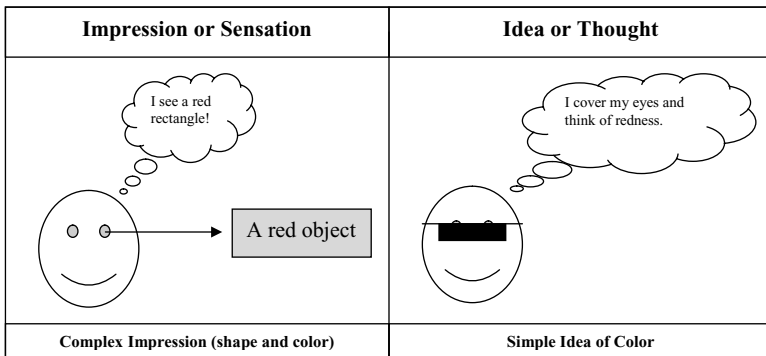 Impression or Sensation
Idea or Thought
I see a red
rectangle!
I cover my eyes and
think of redness.
A red object
Complex Impression (shape and color)
Simple Idea of Color